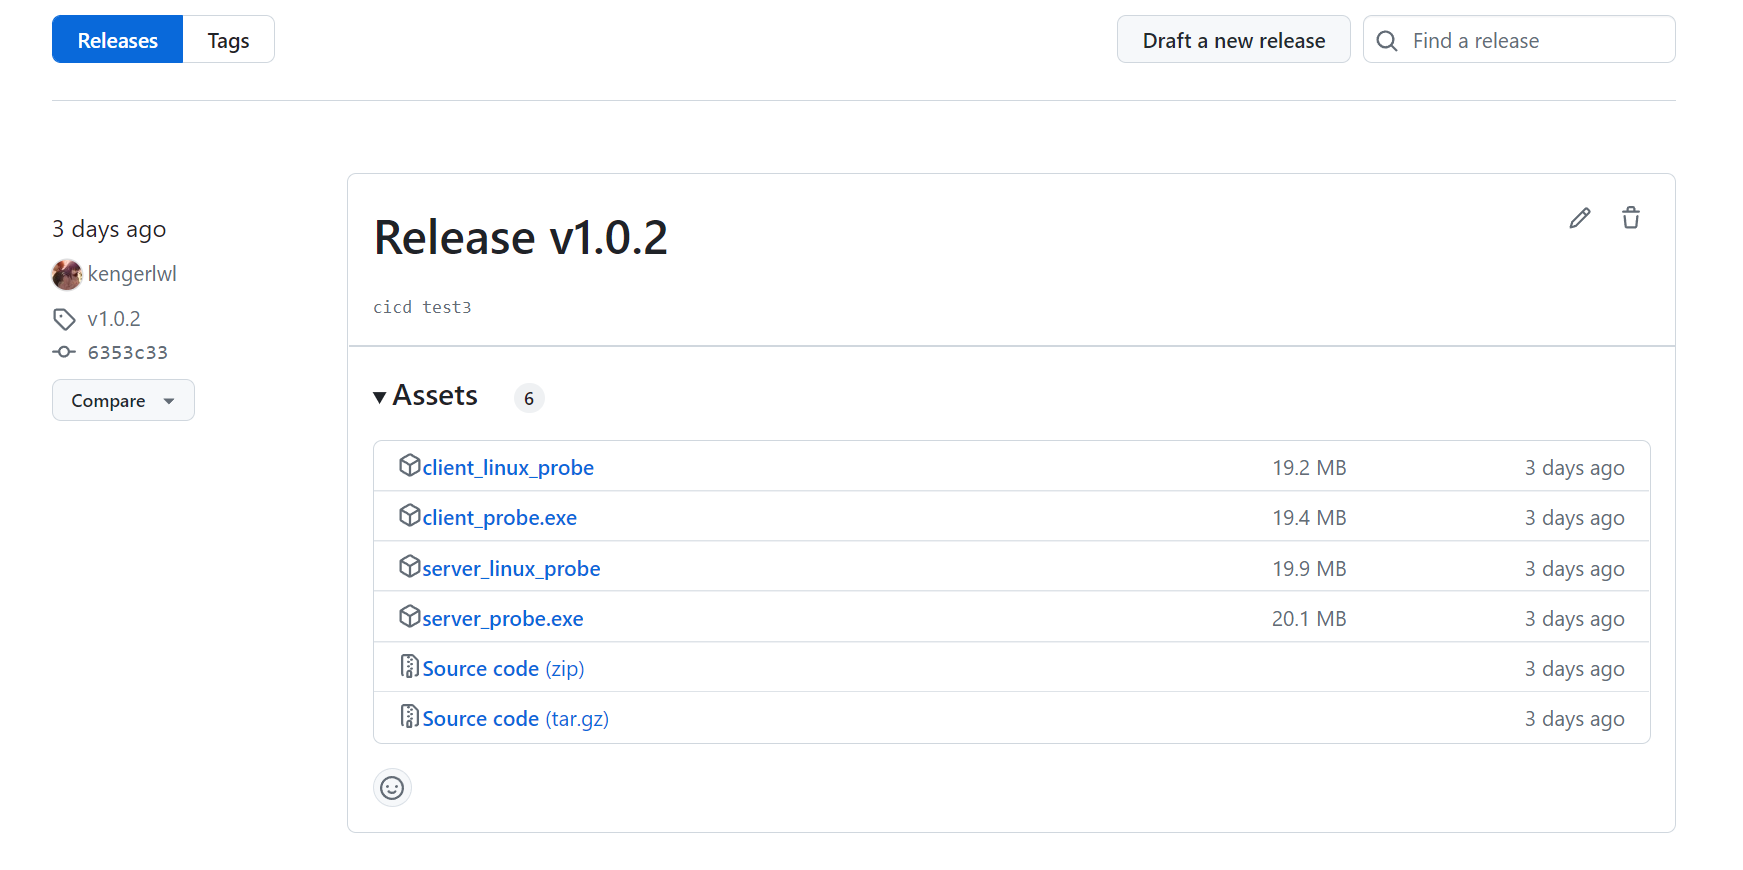 Releases Tags Draft a new release Find a release
3 days ago
kengerlwl
v1.0.2
6353c33
Compare
Release v1.0.2
cicd test3
Assets 6
client_linux_probe 19.2 MB 3 days ago
client_probe.exe 19.4 MB 3 days ago
server_linux_probe 19.9 MB 3 days ago
server_probe.exe 20.1 MB 3 days ago
Source code (zip) 3 days ago
Source code (tar.gz) 3 days ago